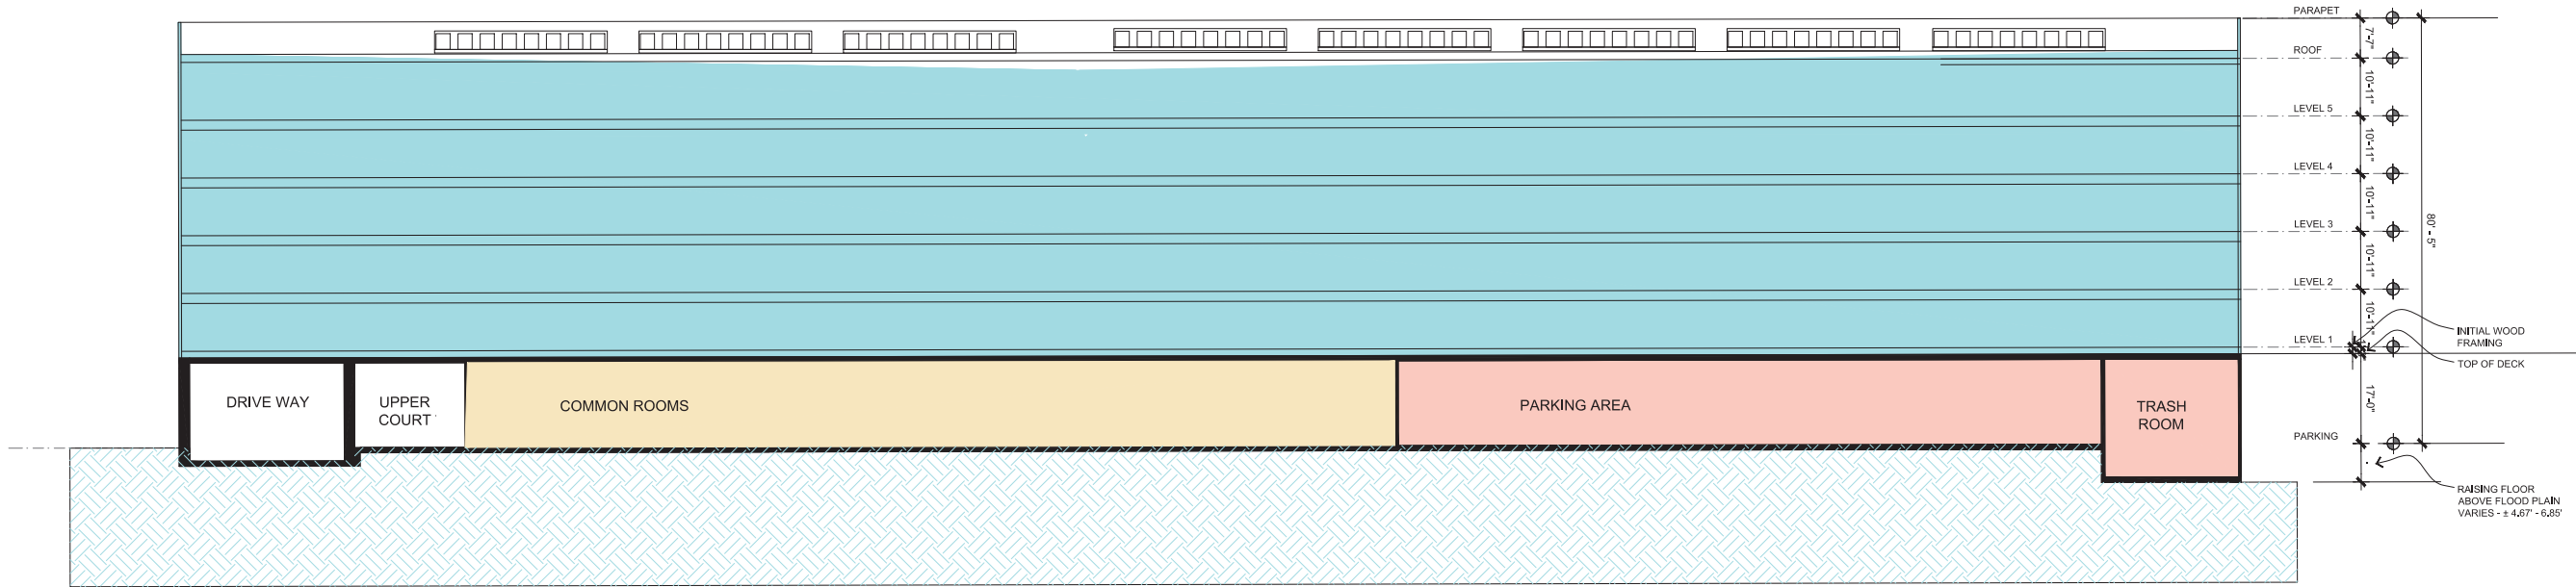 PARAPET
7'-7"
ROOF
10'-11"
LEVEL 5
10'-11"
LEVEL 4
10'-11"
LEVEL 3
80' - 5"
10'-11"
LEVEL 2
10'-11"
INITIAL WOOD
FRAMING
LEVEL 1
TOP OF DECK
DRIVE WAY
UPPER
COURT
COMMON ROOMS
PARKING AREA
TRASH
ROOM
17'-0"
PARKING
RAISING FLOOR
ABOVE FLOOD PLAIN
VARIES - ± 4.67' - 6.85'